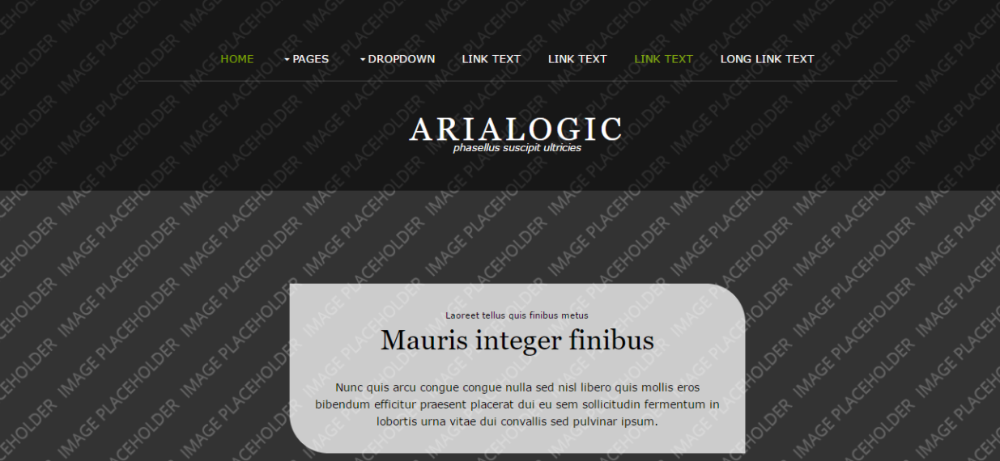 HOME PAGES DROPDOWN LINK TEXT LINK TEXT LINK TEXT LONG LINK TEXT
ARIALOGIC
phasellus suscipit ultricies
Laoreet tellus quis finibus metus
Mauris integer finibus
Nunc quis arcu congue congue nulla sed nisl libero quis mollis eros
bibendum efficitur praesent placerat dui eu sem sollicitudin fermentum in
lobortis urna vitae dui convallis sed pulvinar ipsum.
IMAGE PLACEHOLDER